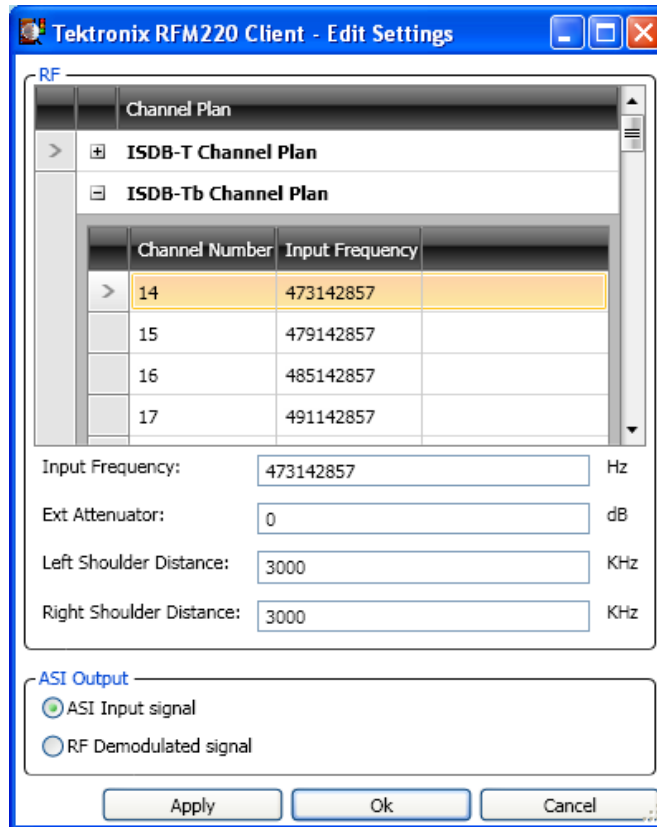 Tektronix RFM220 Client - Edit Settings
RF
Channel Plan
ISDB-T Channel Plan
ISDB-Tb Channel Plan
Channel Number Input Frequency
14 473142857
15 479142857
16 485142857
17 491142857
Input Frequency: 473142857 Hz
Ext Attenuator: 0 dB
Left Shoulder Distance: 3000 KHz
Right Shoulder Distance: 3000 KHz
ASI Output
ASI Input signal
RF Demodulated signal
Apply Ok Cancel